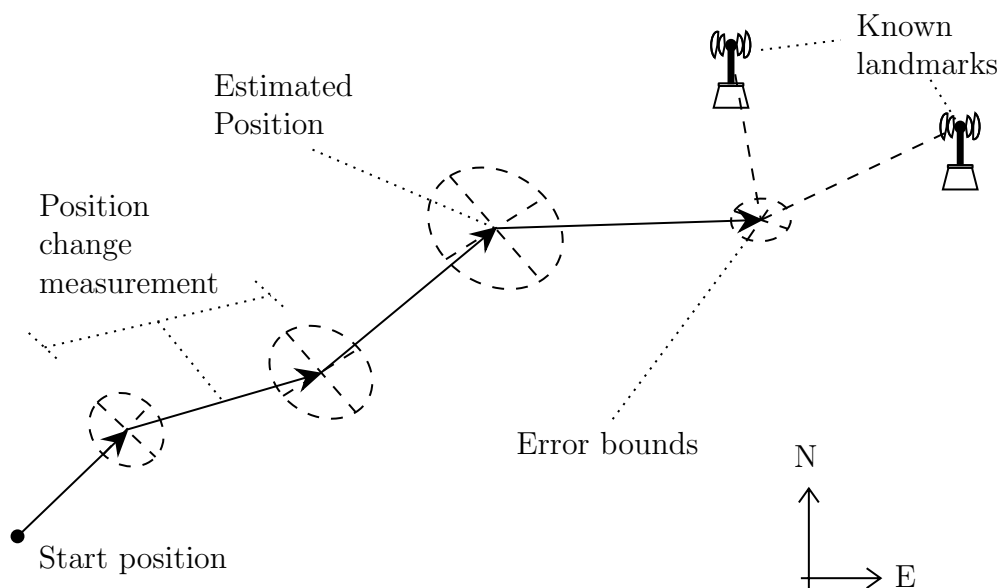 Known
landmarks
Estimated
Position
Position
change
measurement
Error bounds
N
Start position
E